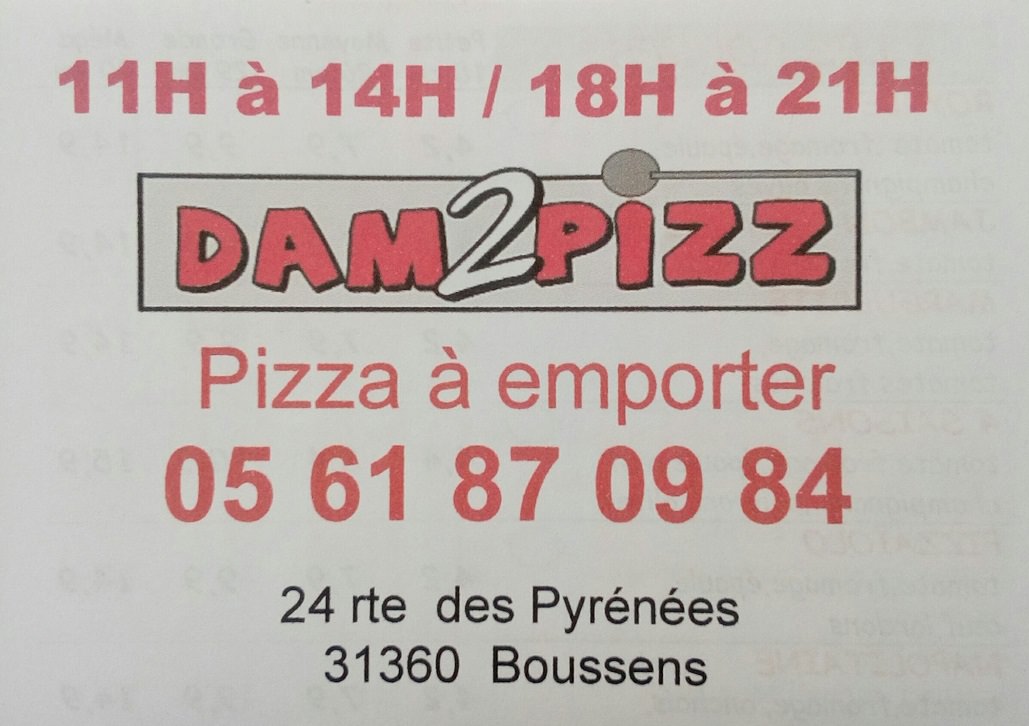 11H à 14H / 18H à 21H
DAM2PIZZ
Pizza à emporter
05 61 87 09 84
24 rte des Pyrénées
31360 Boussens